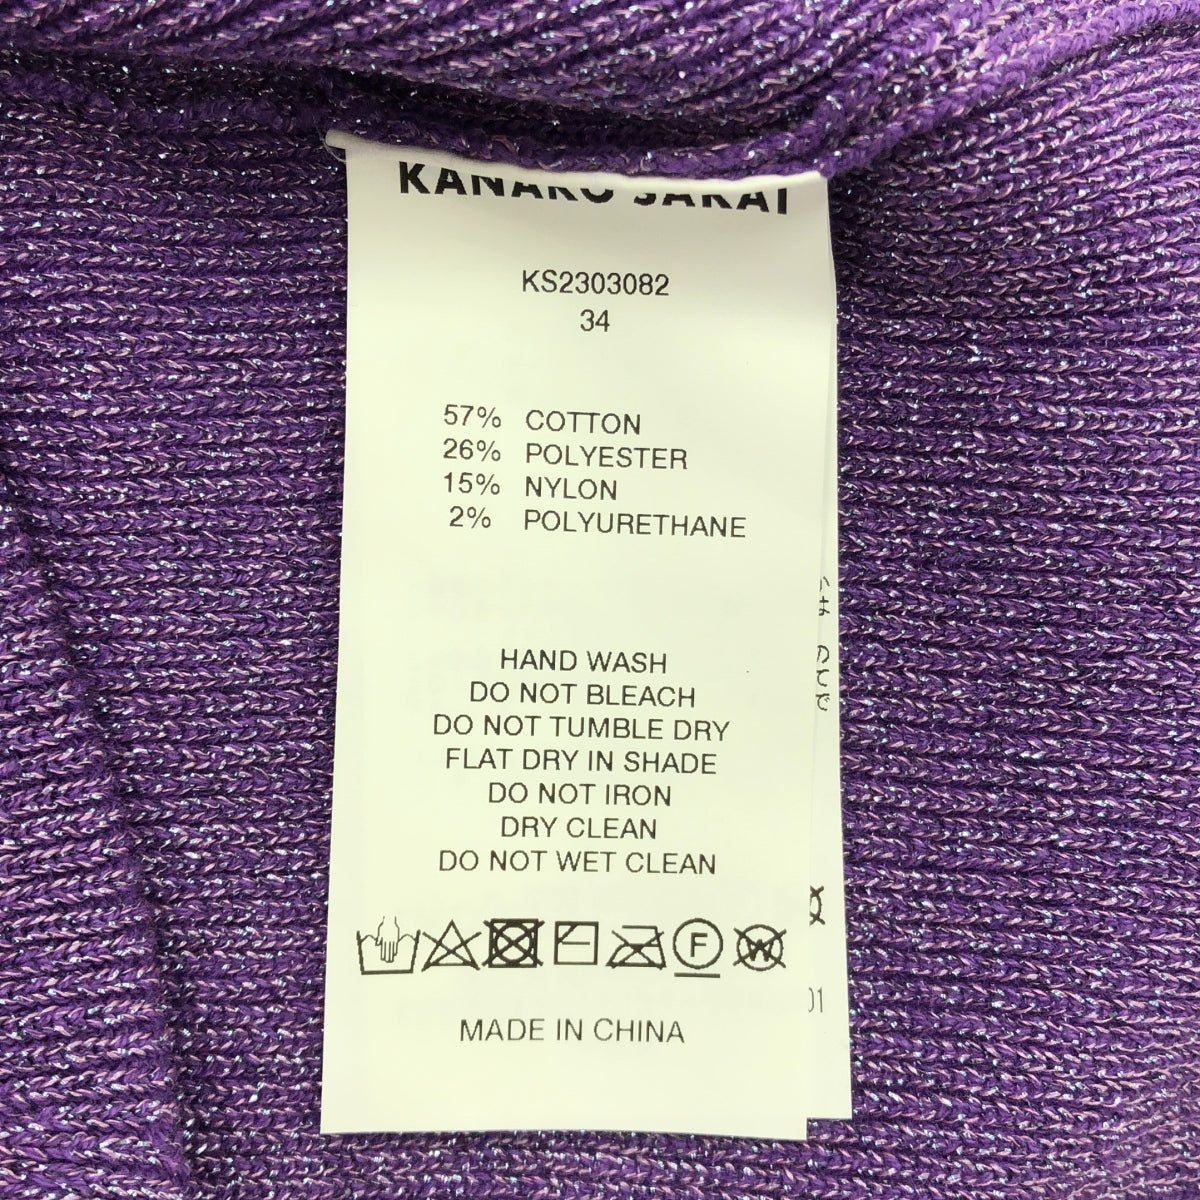 KANAKO SAKAI
KS2303082
34
57% COTTON
26% POLYESTER
15% NYLON
2% POLYURETHANE
HAND WASH
DO NOT BLEACH
DO NOT TUMBLE DRY
FLAT DRY IN SHADE
DO NOT IRON
DRY CLEAN
DO NOT WET CLEAN
F
W
MADE IN CHINA
01